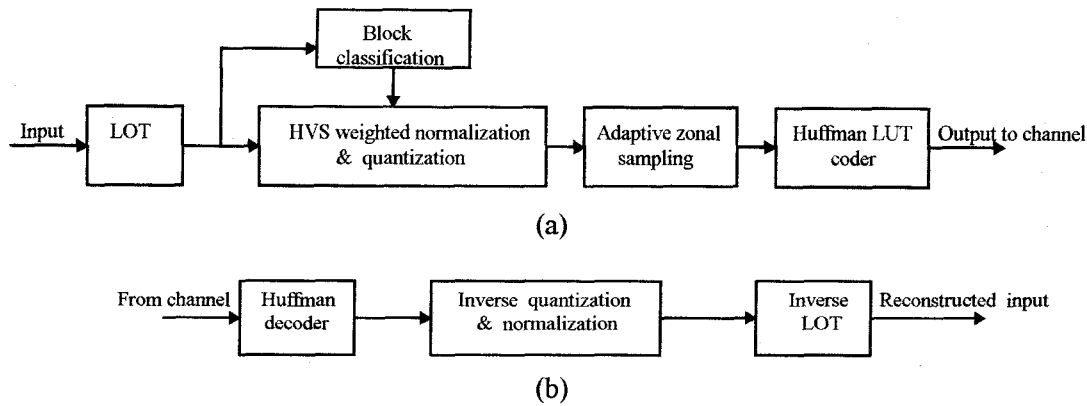 Block
classification
Input
LOT
HVS weighted normalization
& quantization
Adaptive zonal
sampling
Huffman LUT
coder
Output to channel
(a)
From channel
Huffman
decoder
Inverse quantization
& normalization
Inverse
LOT
Reconstructed input
(b)